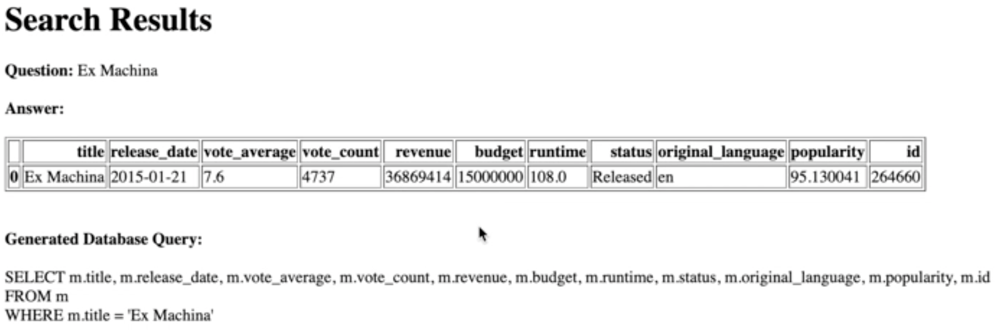 Search Results
Question: Ex Machina
Answer:
title release_date vote_average vote_count revenue budget runtime status original_language popularity id
0 Ex Machina 2015-01-21 7.6 4737 36869414 15000000 108.0 Released en 95.130041 264660
Generated Database Query:
SELECT m.title, m.release_date, m.vote_average, m.vote_count, m.revenue, m.budget, m.runtime, m.status, m.original_language, m.popularity, m.id
FROM m
WHERE m.title = 'Ex Machina'